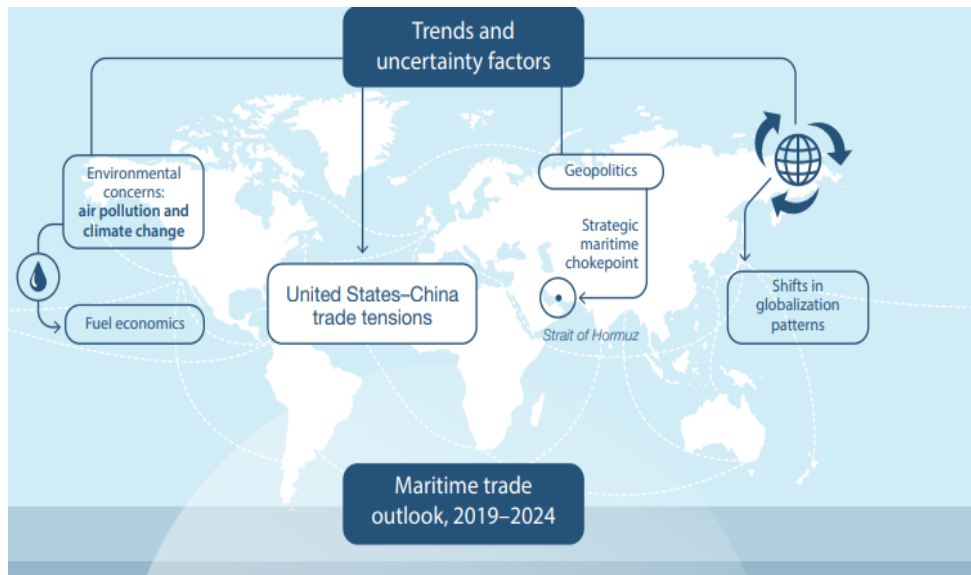 Trends and
uncertainty factors
Environmental
concerns:
air pollution and
climate change
Fuel economics
United States–China
trade tensions
Geopolitics
Strategic
maritime
chokepoint
Strait of Hormuz
Shifts in
globalization
patterns
Maritime trade
outlook, 2019–2024